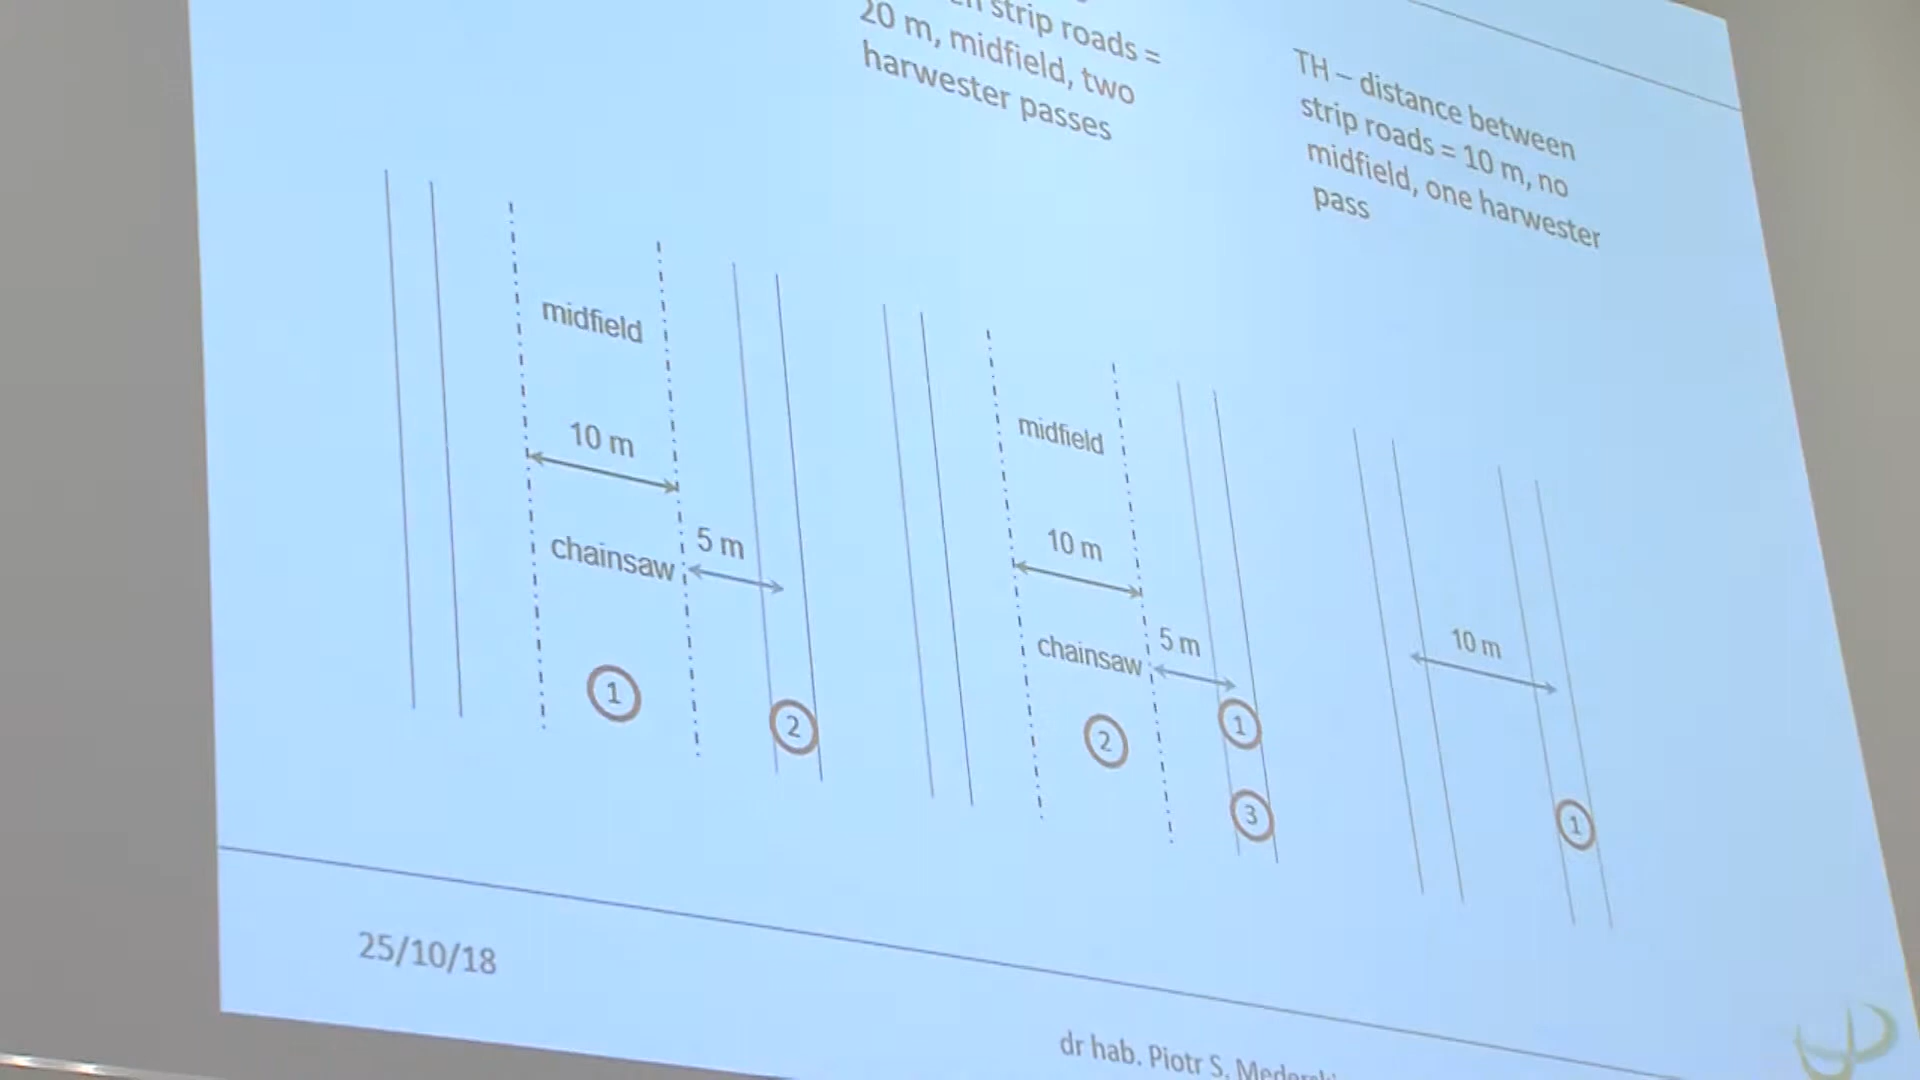 strip roads =
20 m, midfield, two
harwester passes
TH – distance between
strip roads = 10 m, no
midfield, one harwester
pass
midfield
10 m
chainsaw
5 m
1
2
midfield
10 m
chainsaw
5 m
2
1
3
10 m
1
25/10/18
dr hab. Piotr S.